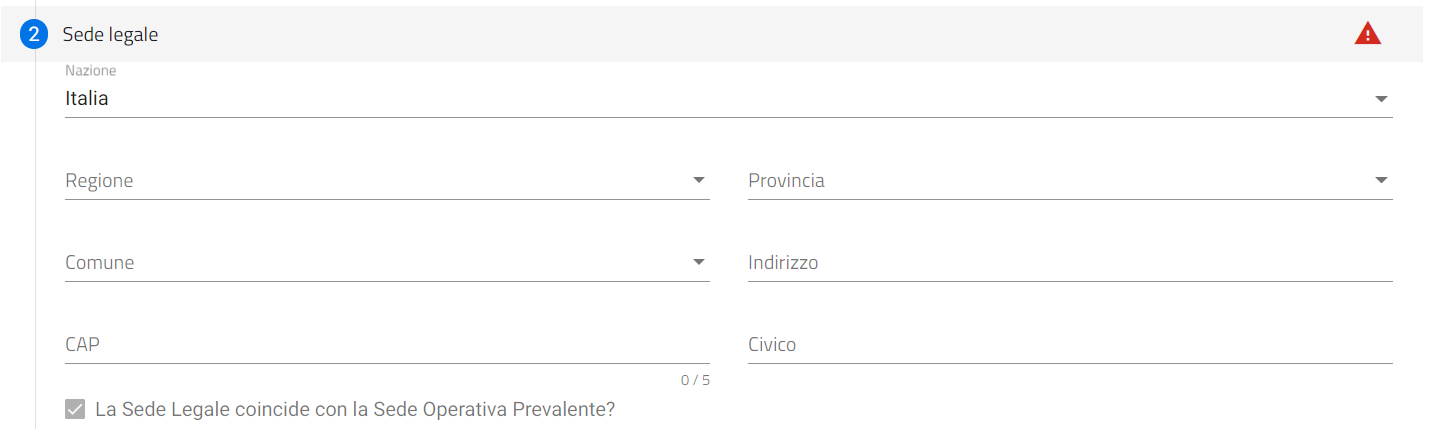 2 Sede legale
Nazione
Italia
Regione Provincia
Comune Indirizzo
CAP Civico
0 / 5
La Sede Legale coincide con la Sede Operativa Prevalente?